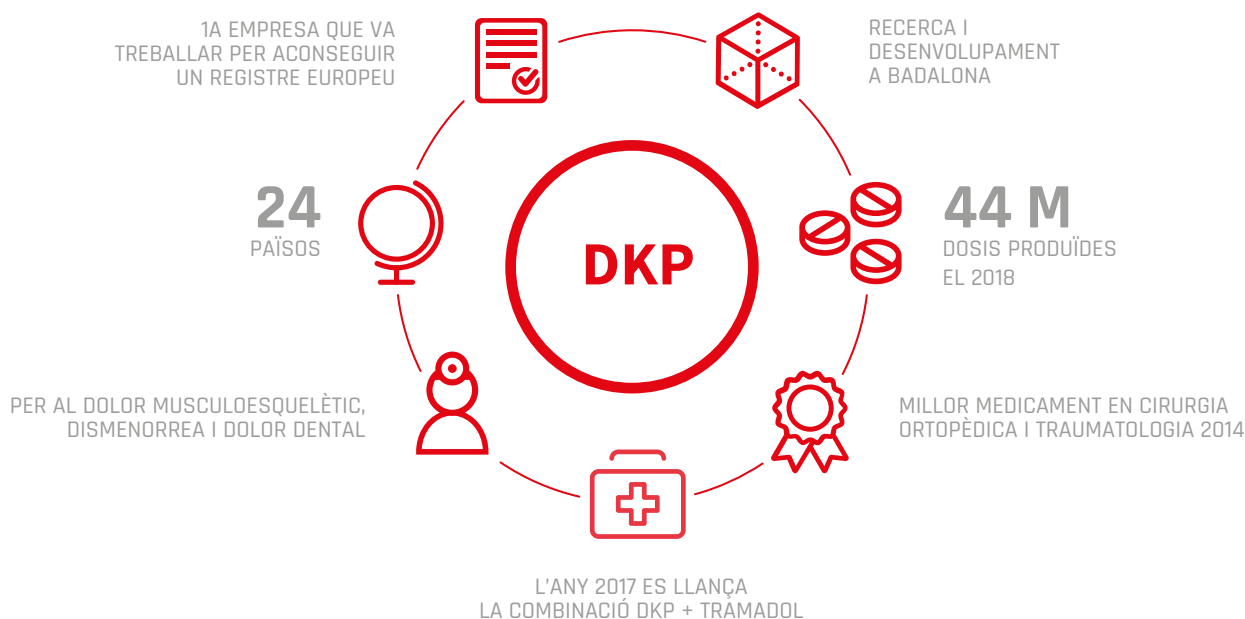 1A EMPRESA QUE VA
TREBALLAR PER ACONSEGUIR
UN REGISTRE EUROPEU
RECERCA I
DESENVOLUPAMENT
A BADALONA
24
PAÏSOS
DKP
44 M
DOSIS PRODUÏDES
EL 2018
PER AL DOLOR MUSCULOESQUELÈTIC,
DISMENORREA I DOLOR DENTAL
MILLOR MEDICAMENT EN CIRURGIA
ORTOPÈDICA I TRAUMATOLOGIA 2014
L'ANY 2017 ES LLANÇA
LA COMBINACIÓ DKP + TRAMADOL